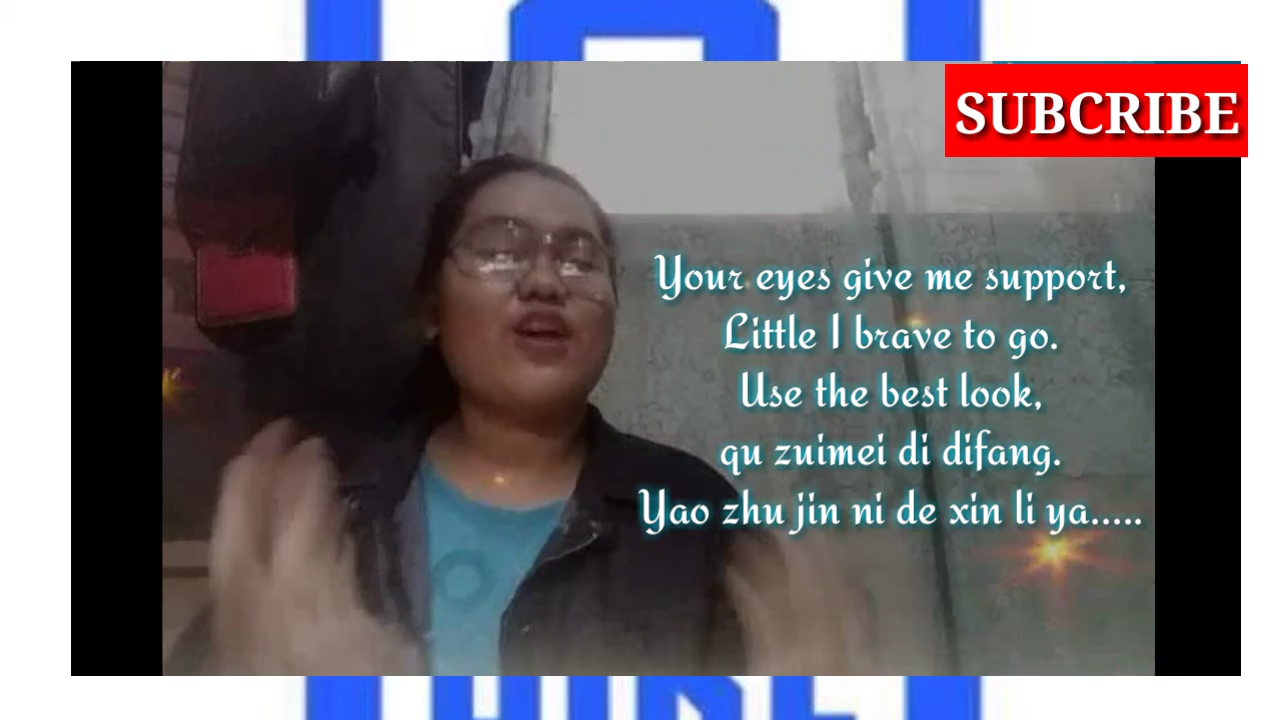 SUBCRIBE
Your eyes give me support,
Little I brave to go.
Use the best look,
qu zuimei di difang.
Yao zhu jin ni de xin li ya.....